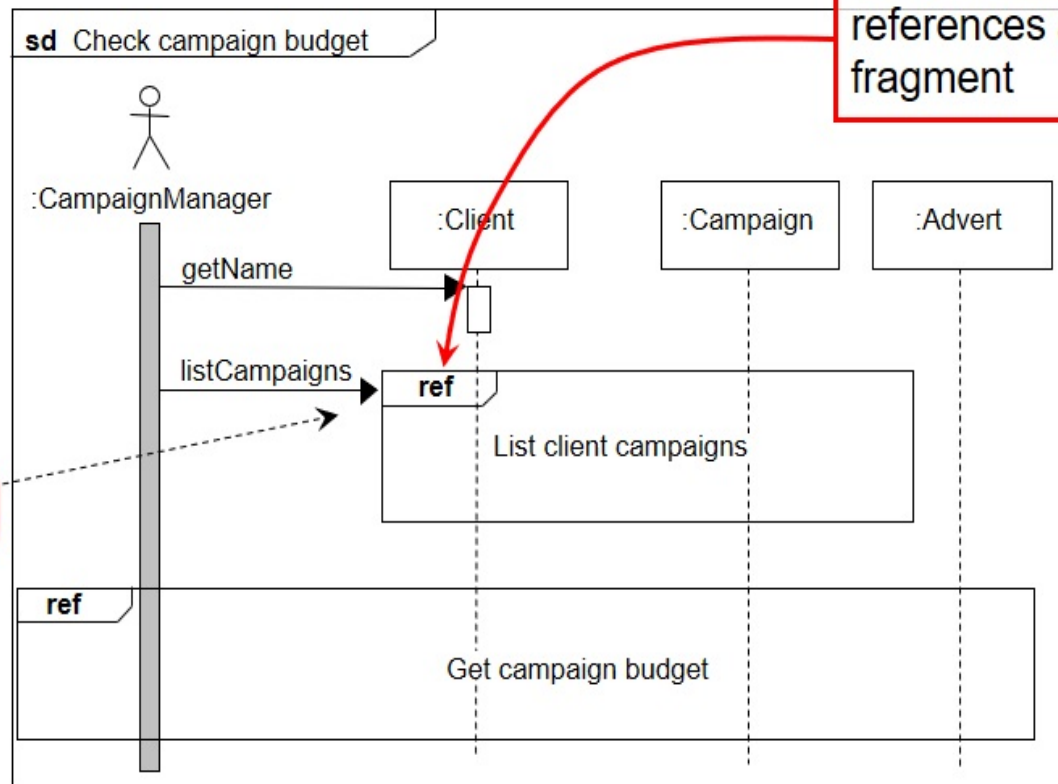 references
fragment
sd Check campaign budget
:CampaignManager
:Client
:Campaign
:Advert
getName
listCampaigns
ref
List client campaigns
ref
Get campaign budget